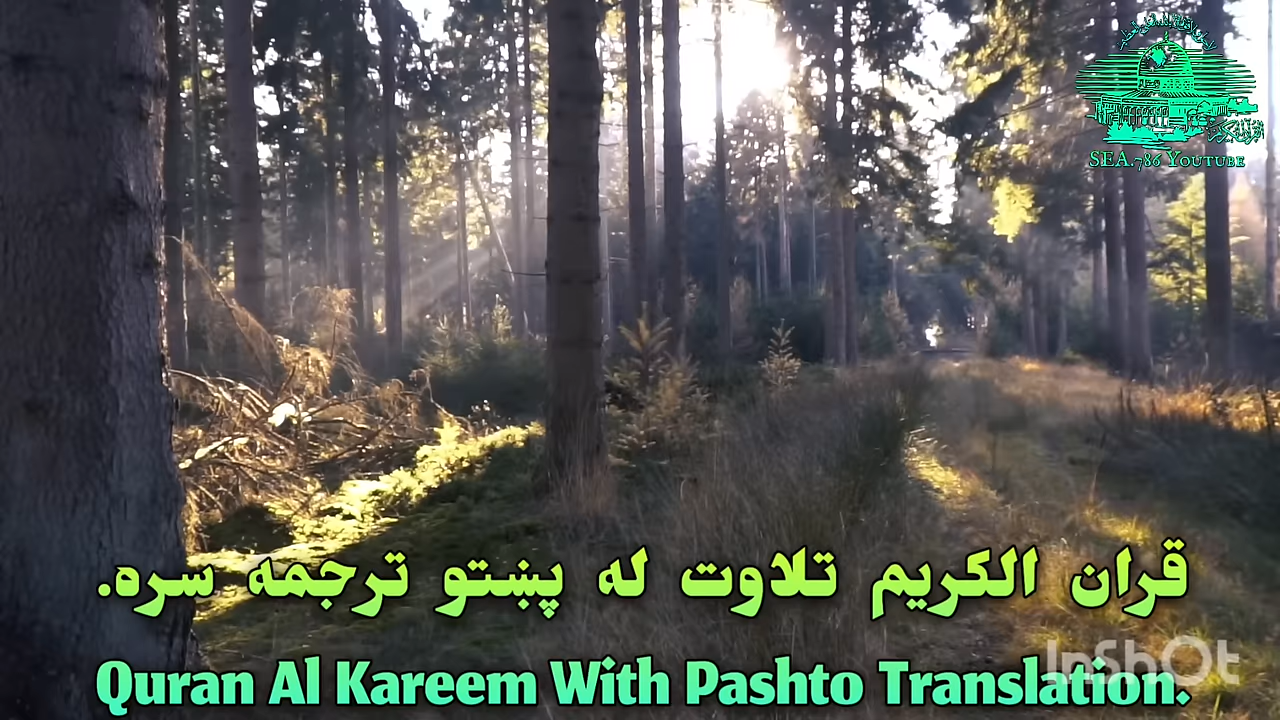 SEA.786 YOUTUBE
قران الکریم تلاوت له پښتو ترجمه سره.
Quran Al Kareem With Pashto Translation.
InShOt